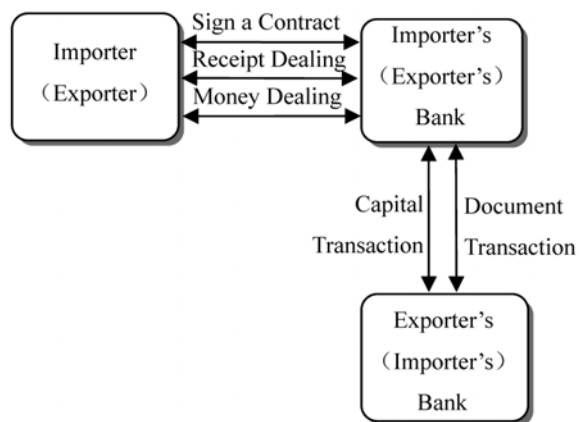 Importer
（Exporter）
Sign a Contract
Receipt Dealing
Money Dealing
Importer's
（Exporter's）
Bank
Capital
Transaction
Document
Transaction
Exporter's
（Importer's）
Bank